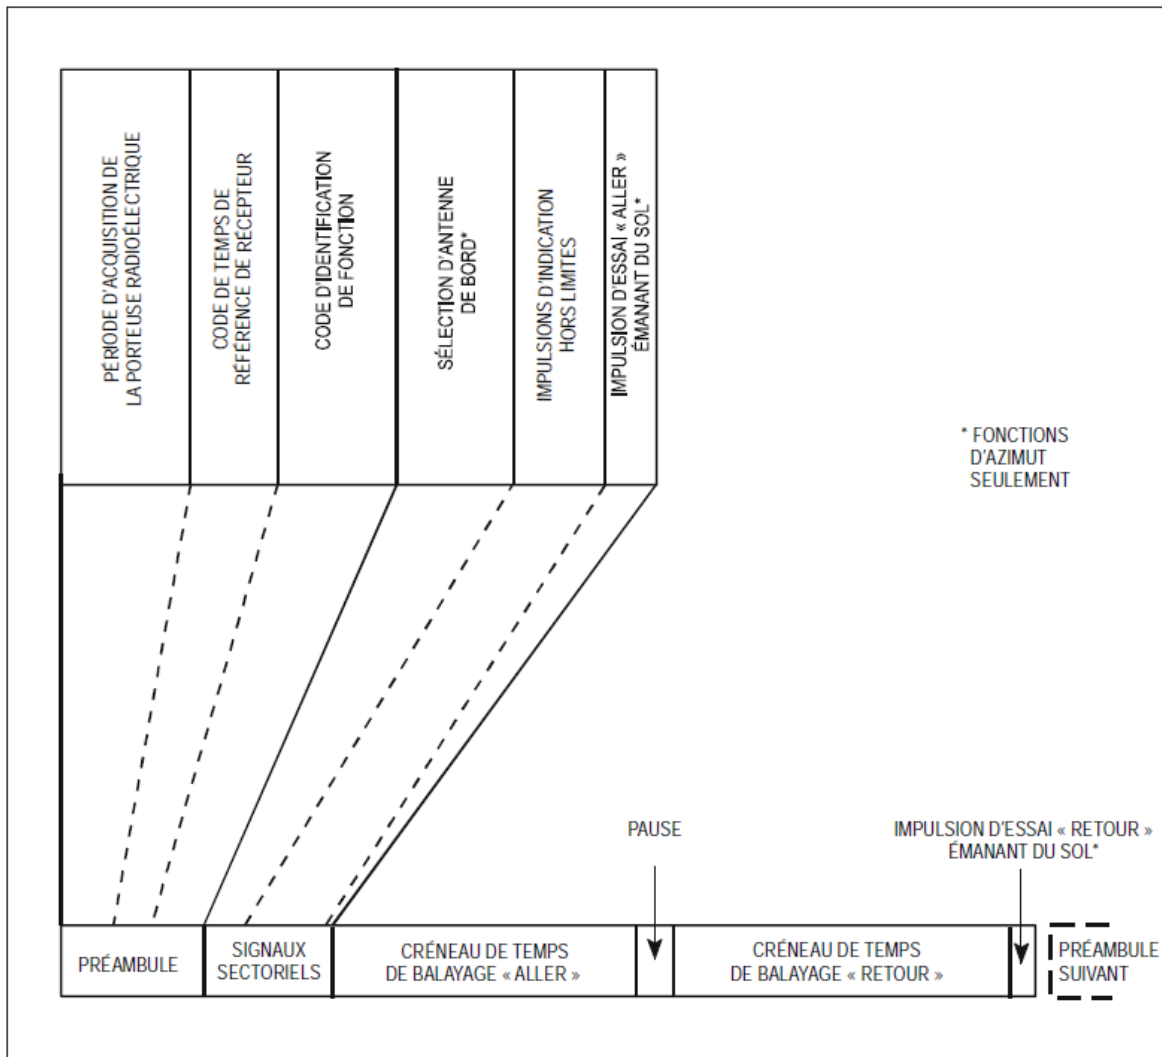 PÉRIODE D'ACQUISITION DE
LA PORTEUSE RADIOÉLECTRIQUE
CODE DE TEMPS DE
RÉFÉRENCE DE RÉCEPTEUR
CODE D'IDENTIFICATION
DE FONCTION
SÉLECTION D'ANTENNE
DE BORD*
IMPULSIONS D'INDICATION
HORS LIMITES
IMPULSION D'ESSAI « ALLER »
ÉMANANT DU SOL*
* FONCTIONS
D'AZIMUT
SEULEMENT
PAUSE
IMPULSION D'ESSAI « RETOUR »
ÉMANANT DU SOL*
PRÉAMBULE
SIGNAUX
SECTORIELS
CRÉNEAU DE TEMPS
DE BALAYAGE « ALLER »
CRÉNEAU DE TEMPS
DE BALAYAGE « RETOUR »
PRÉAMBULE
SUIVANT